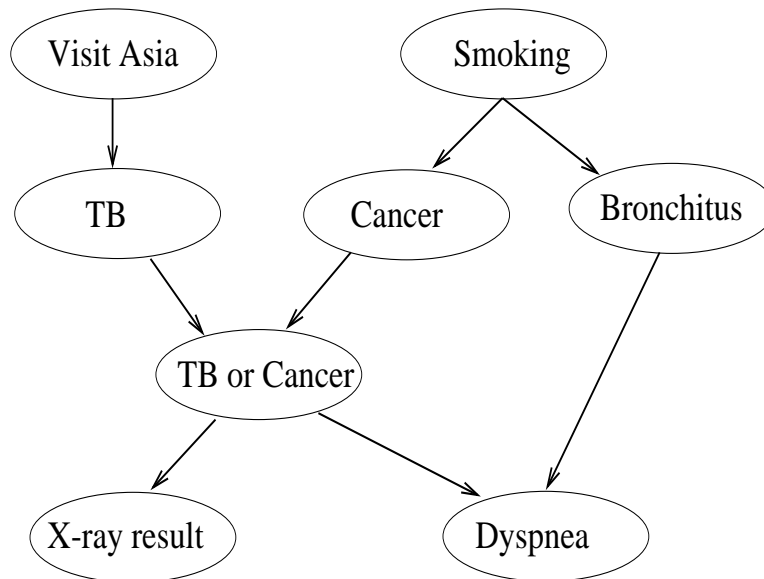 Visit Asia
Smoking
TB
Cancer
Bronchitus
TB or Cancer
X-ray result
Dyspnea